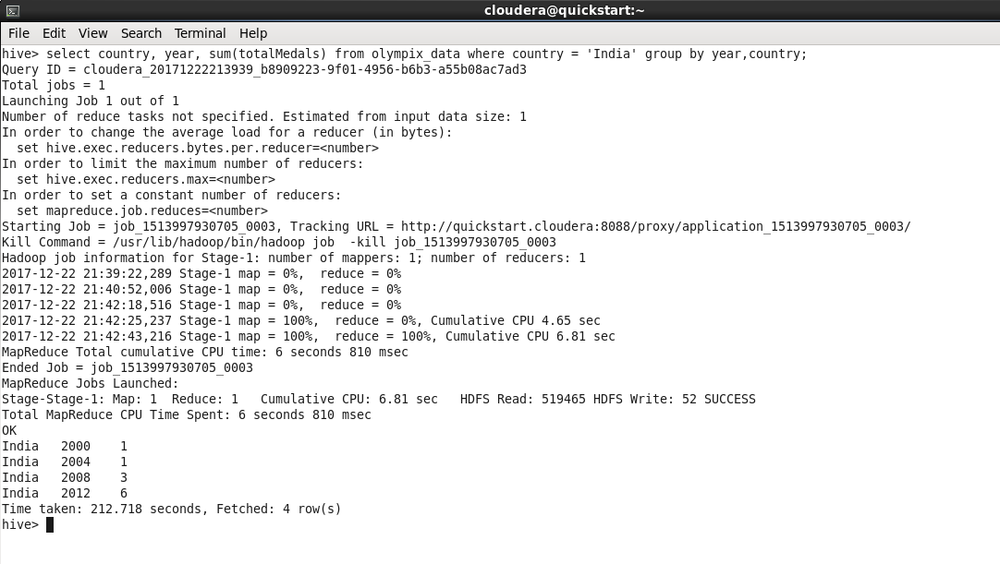 cloudera@quickstart:~
File Edit View Search Terminal Help
hive> select country, year, sum(totalMedals) from olympix_data where country = 'India' group by year,country;
Query ID = cloudera_20171222213939_b8909223-9f01-4956-b6b3-a55b08ac7ad3
Total jobs = 1
Launching Job 1 out of 1
Number of reduce tasks not specified. Estimated from input data size: 1
In order to change the average load for a reducer (in bytes):
  set hive.exec.reducers.bytes.per.reducer=<number>
In order to limit the maximum number of reducers:
  set hive.exec.reducers.max=<number>
In order to set a constant number of reducers:
  set mapreduce.job.reduces=<number>
Starting Job = job_1513997930705_0003, Tracking URL = http://quickstart.cloudera:8088/proxy/application_1513997930705_0003/
Kill Command = /usr/lib/hadoop/bin/hadoop job  -kill job_1513997930705_0003
Hadoop job information for Stage-1: number of mappers: 1; number of reducers: 1
2017-12-22 21:39:22,289 Stage-1 map = 0%,  reduce = 0%
2017-12-22 21:40:52,006 Stage-1 map = 0%,  reduce = 0%
2017-12-22 21:42:18,516 Stage-1 map = 0%,  reduce = 0%
2017-12-22 21:42:25,237 Stage-1 map = 100%,  reduce = 0%, Cumulative CPU 4.65 sec
2017-12-22 21:42:43,216 Stage-1 map = 100%,  reduce = 100%, Cumulative CPU 6.81 sec
MapReduce Total cumulative CPU time: 6 seconds 810 msec
Ended Job = job_1513997930705_0003
MapReduce Jobs Launched:
Stage-Stage-1: Map: 1  Reduce: 1   Cumulative CPU: 6.81 sec   HDFS Read: 519465 HDFS Write: 52 SUCCESS
Total MapReduce CPU Time Spent: 6 seconds 810 msec
OK
India   2000    1
India   2004    1
India   2008    3
India   2012    6
Time taken: 212.718 seconds, Fetched: 4 row(s)
hive>